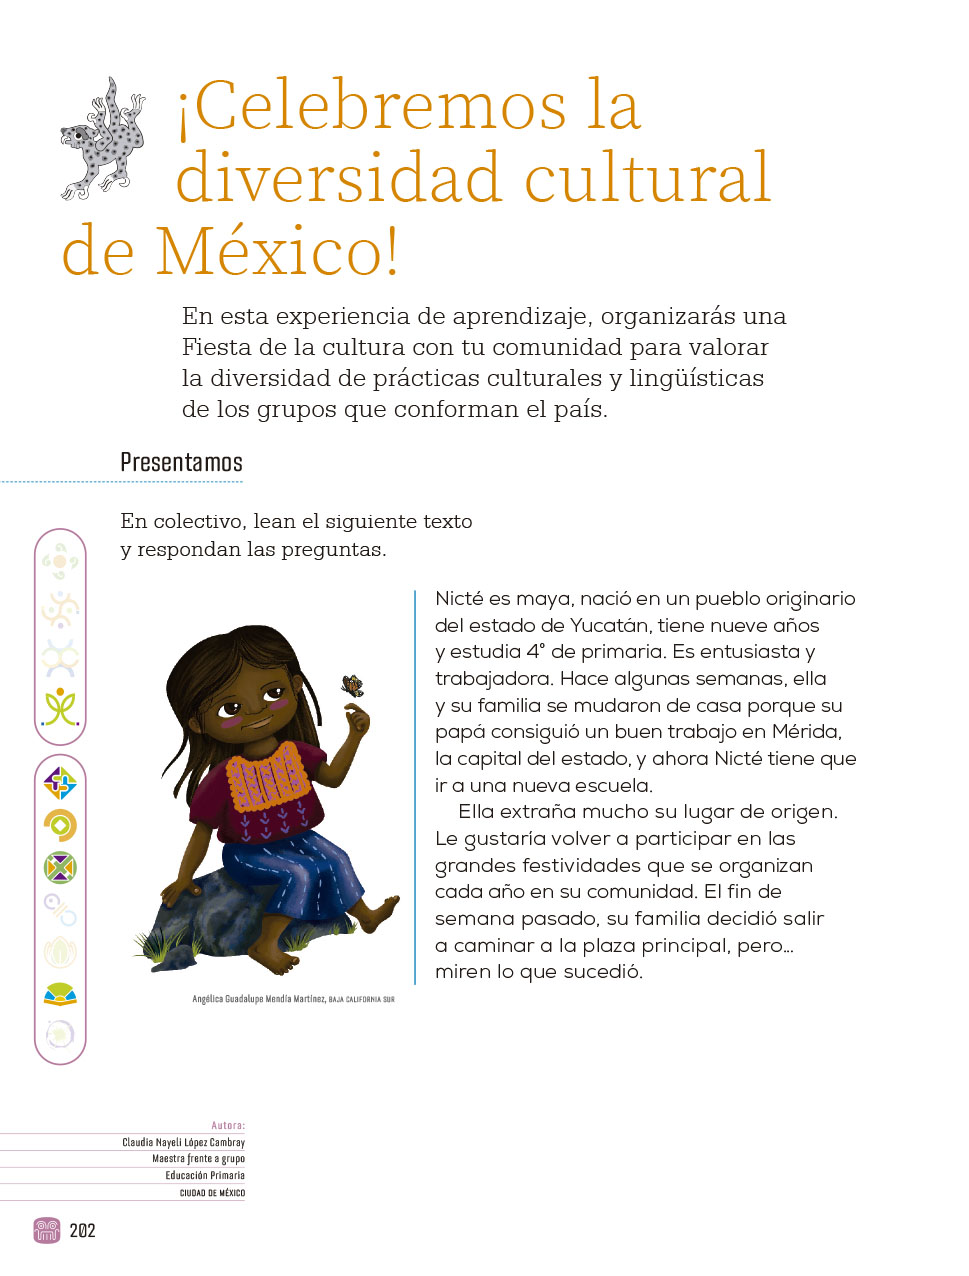 ¡Celebremos la
diversidad cultural
de México!
En esta experiencia de aprendizaje, organizarás una
Fiesta de la cultura con tu comunidad para valorar
la diversidad de prácticas culturales y lingüísticas
de los grupos que conforman el país.
Presentamos
En colectivo, lean el siguiente texto
y respondan las preguntas.
Nicté es maya, nació en un pueblo originario
del estado de Yucatán, tiene nueve años
y estudia 4° de primaria. Es entusiasta y
trabajadora. Hace algunas semanas, ella
y su familia se mudaron de casa porque su
papá consiguió un buen trabajo en Mérida,
la capital del estado, y ahora Nicté tiene que
ir a una nueva escuela.
Ella extraña mucho su lugar de origen.
Le gustaría volver a participar en las
grandes festividades que se organizan
cada año en su comunidad. El fin de
semana pasado, su familia decidió salir
a caminar a la plaza principal, pero...
miren lo que sucedió.
Angélica Guadalupe Mendía Martínez, BAJA CALIFORNIA SUR
Autora:
Claudia Nayeli López Cambray
Maestra frente a grupo
Educación Primaria
CIUDAD DE MÉXICO
202